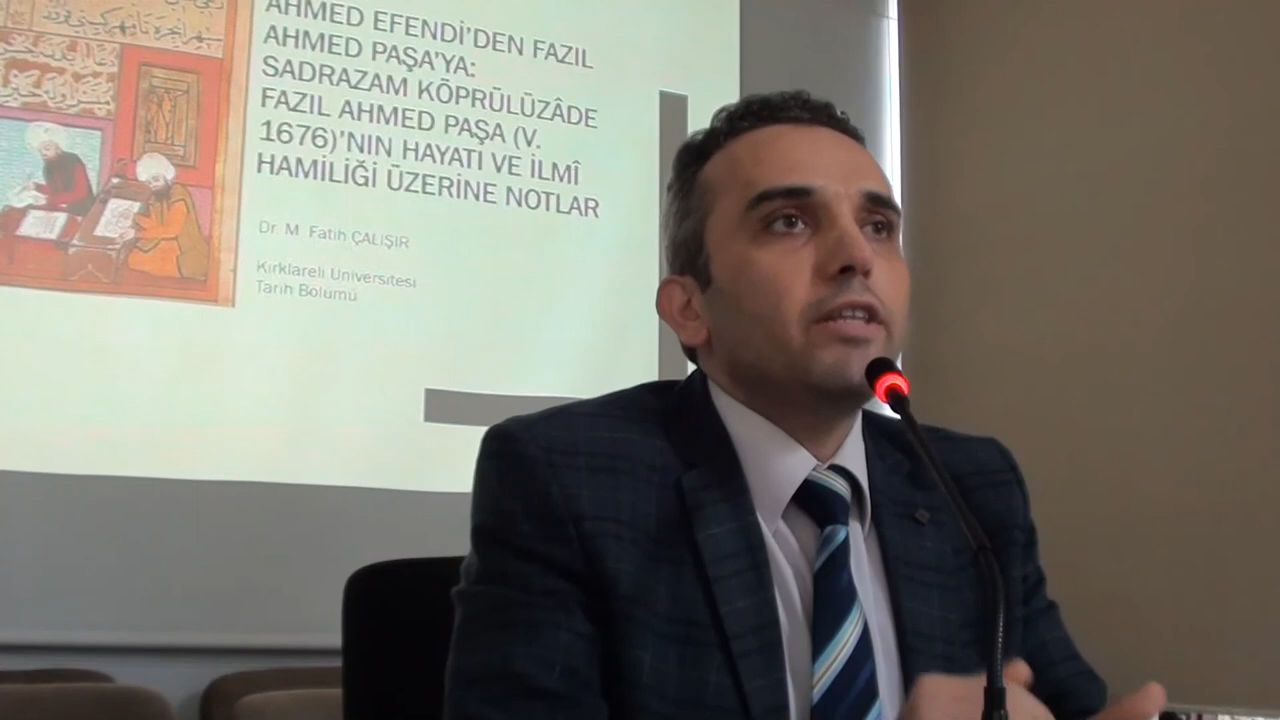 AHMED EFENDİ'DEN FAZIL
AHMED PAŞA'YA:
SADRAZAM KÖPRÜLÜZÂDE
FAZIL AHMED PAŞA (V.
1676)'NIN HAYATI VE İLMÎ
HAMİLİĞİ ÜZERİNE NOTLAR
Dr. M. Fatih ÇALIŞIR
Kırklareli Üniversitesi
Tarih Bölümü